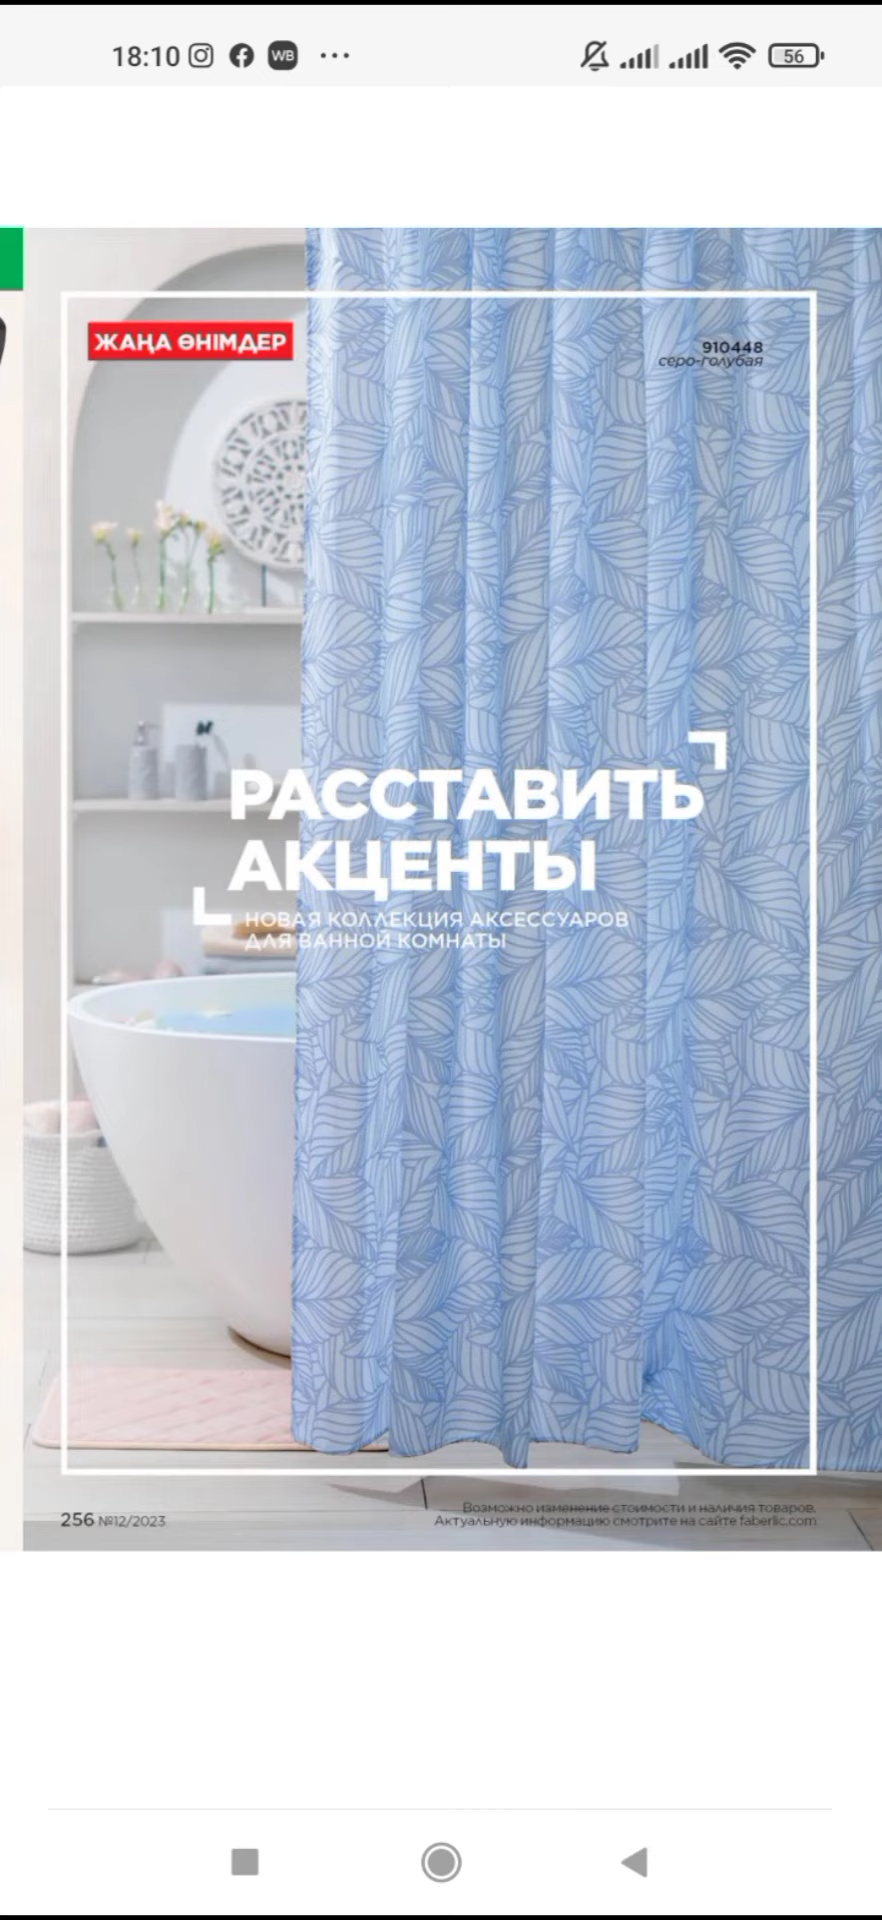 18:10 WB ... 56
ЖАҢА ӨНІМДЕР
910448
серо-голубая
РАССТАВИТЬ
АКЦЕНТЫ
НОВАЯ КОЛЛЕКЦИЯ АКСЕССУАРОВ
ДЛЯ ВАННОЙ КОМНАТЫ
Возможно изменение стоимости и наличия товаров.
256 №12/2023
Актуальную информацию смотрите на сайте faberlic.com